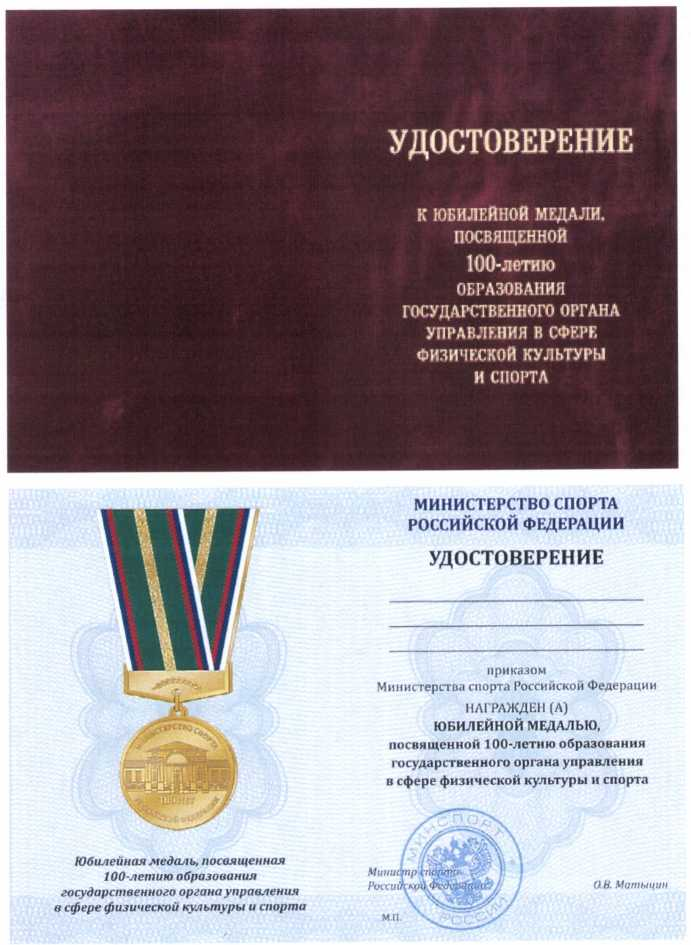 УДОСТОВЕРЕНИЕ
К ЮБИЛЕЙНОЙ МЕДАЛИ,
ПОСВЯЩЕННОЙ
100-летию
ОБРАЗОВАНИЯ
ГОСУДАРСТВЕННОГО ОРГАНА
УПРАВЛЕНИЯ В СФЕРЕ
ФИЗИЧЕСКОЙ КУЛЬТУРЫ
И СПОРТА
МИНИСТЕРСТВО СПОРТА
РОССИЙСКОЙ ФЕДЕРАЦИИ
УДОСТОВЕРЕНИЕ
приказом
Министерства спорта Российской Федерации
НАГРАЖДЕН (А)
ЮБИЛЕЙНОЙ МЕДАЛЬЮ,
посвященной 100-летию образования
государственного органа управления
в сфере физической культуры и спорта
МИНИСТЕРСТВО СПОРТА
РОССИЙСКОЙ ФЕДЕРАЦИИ
Юбилейная медаль, посвященная
100-летию образования
государственного органа управления
в сфере физической культуры и спорта
МИНСПОРТ
РОССИИ
Министр спорта
Российской Федерации
О.В. Матыцин
М.П.